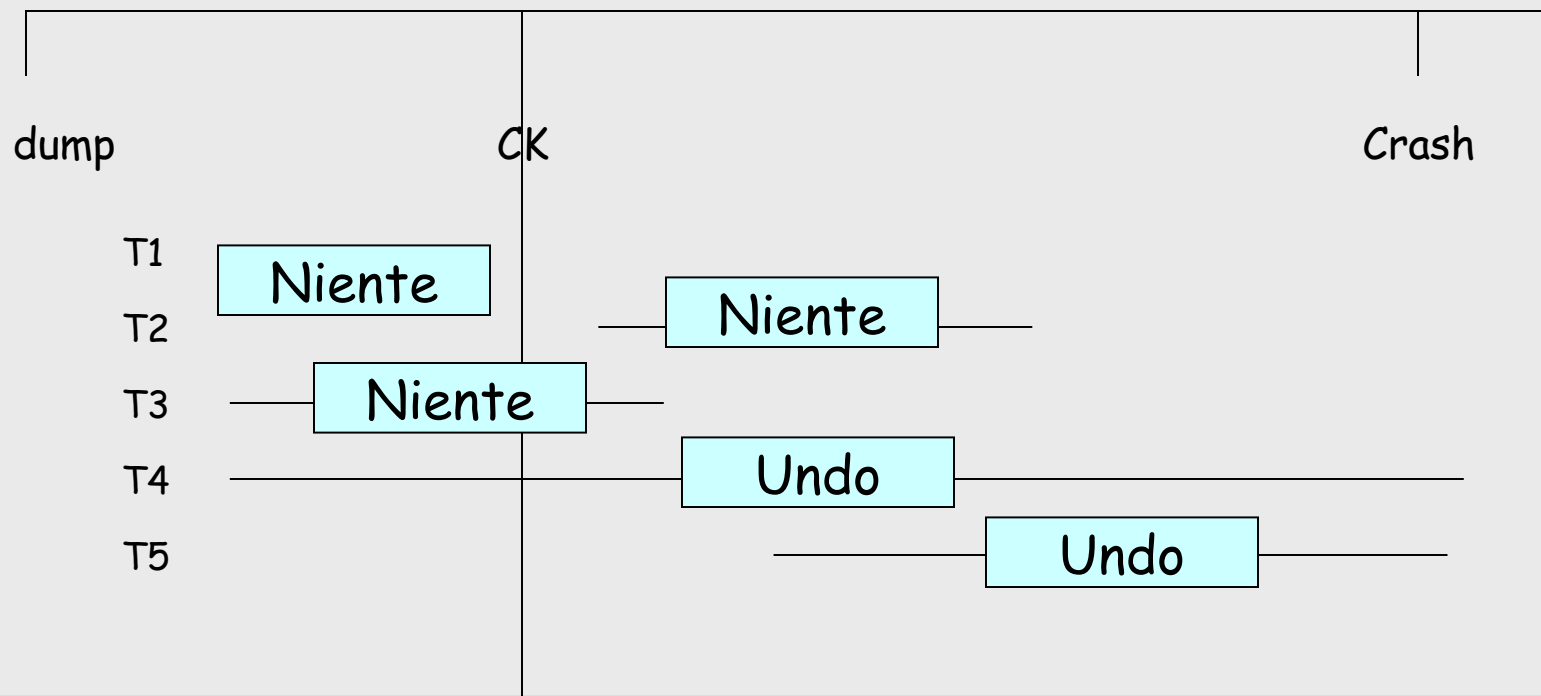 dump CK Crash
T1 Niente
T2 Niente
T3 Niente
T4 Undo
T5 Undo